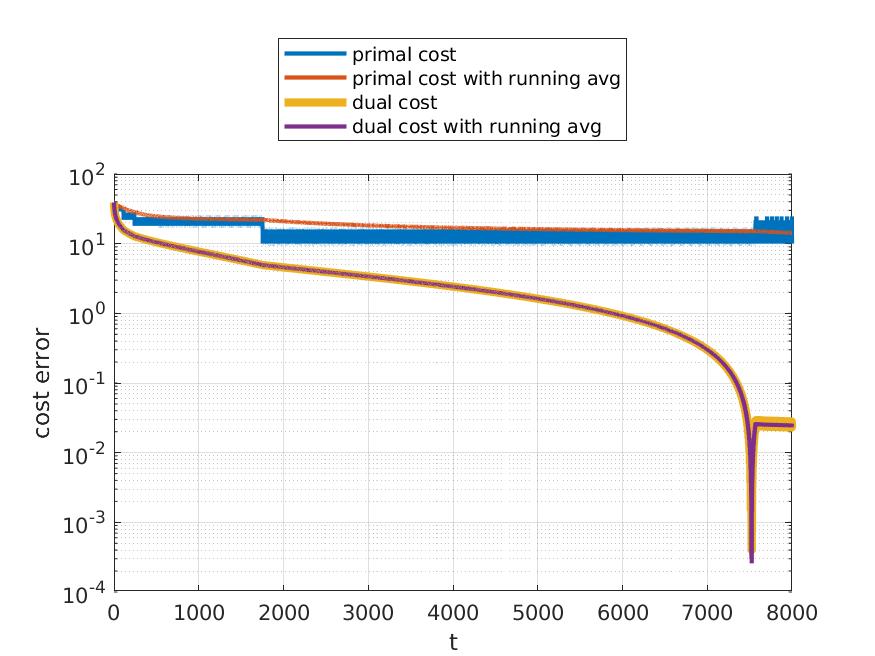 primal cost
primal cost with running avg
dual cost
dual cost with running avg
10^2
10^1
10^0
10^-1
10^-2
10^-3
10^-4
cost error
0 1000 2000 3000 4000 5000 6000 7000 8000
t